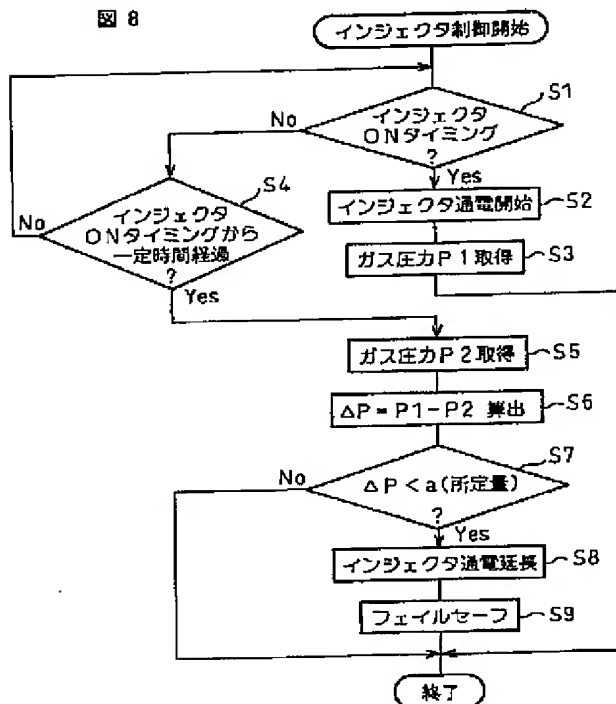 図 8
インジェクタ制御開始
S1
インジェクタ
ONタイミング
?
No
Yes
S2
インジェクタ通電開始
S3
ガス圧力P1取得
S4
インジェクタ
ONタイミングから
一定時間経過
?
No
Yes
ガス圧力P2取得
S5
ΔP=P1-P2 算出
S6
S7
ΔP<a(所定量)
?
No
Yes
インジェクタ通電延長
S8
フェイルセーフ
S9
終了